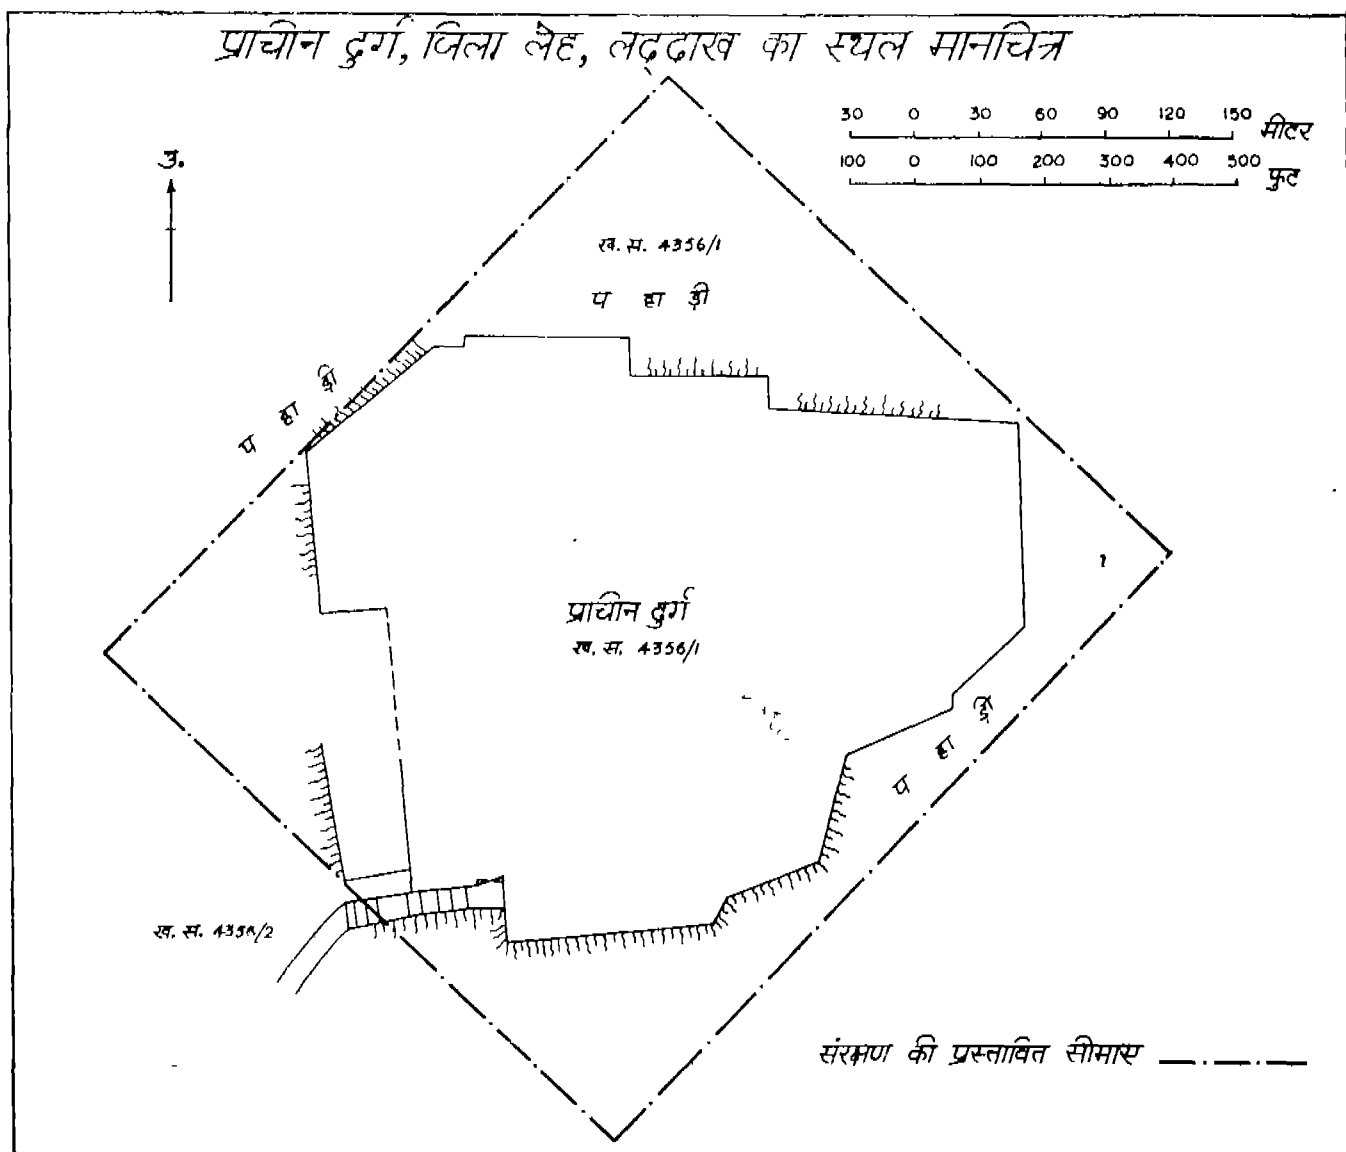 प्राचीन दुर्ग, जिला लेह, लद्दाख का स्थल मानचित्र
30 0 30 60 90 120 150 मीटर
100 0 100 200 300 400 500 फुट
उ.
ख. स. 4356/1
प हा ड़ी
प हा ड़ी
प्राचीन दुर्ग
ख. स. 4356/1
प हा ड़ी
ख. स. 4356/2
संरक्षण की प्रस्तावित सीमाएं